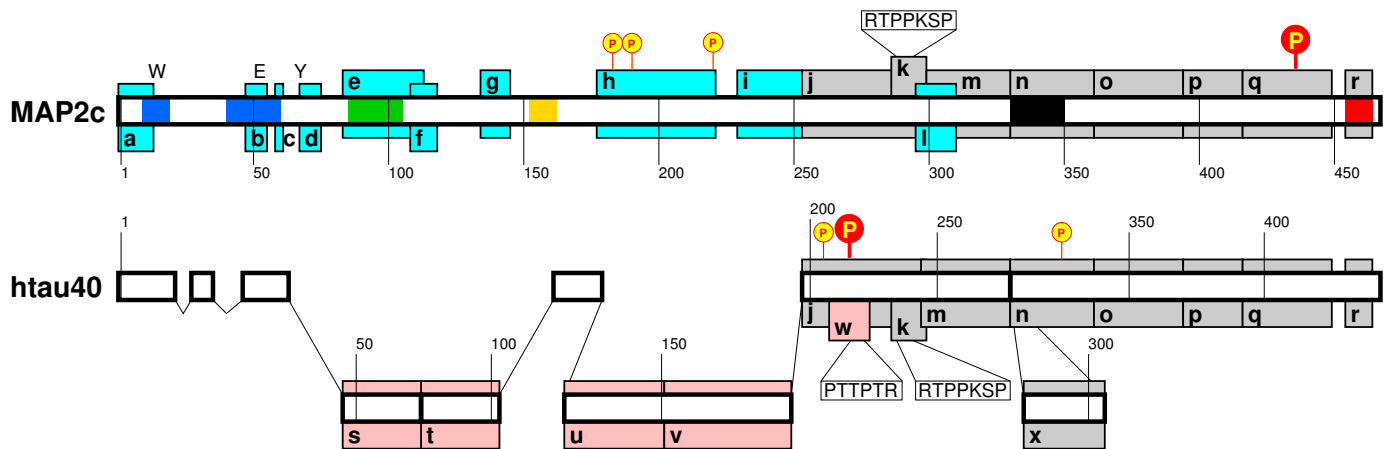 RTPPKSP
P P P P
W E Y
e g h i j k m n o p q r
MAP2c
a b c d f l
1 50 100 150 200 250 300 350 400 450
1 200 250 350 400
P P P
htau40
j w k m n o p q r
50 100 150 300
PTTPTR RTPPKSP
s t u v x